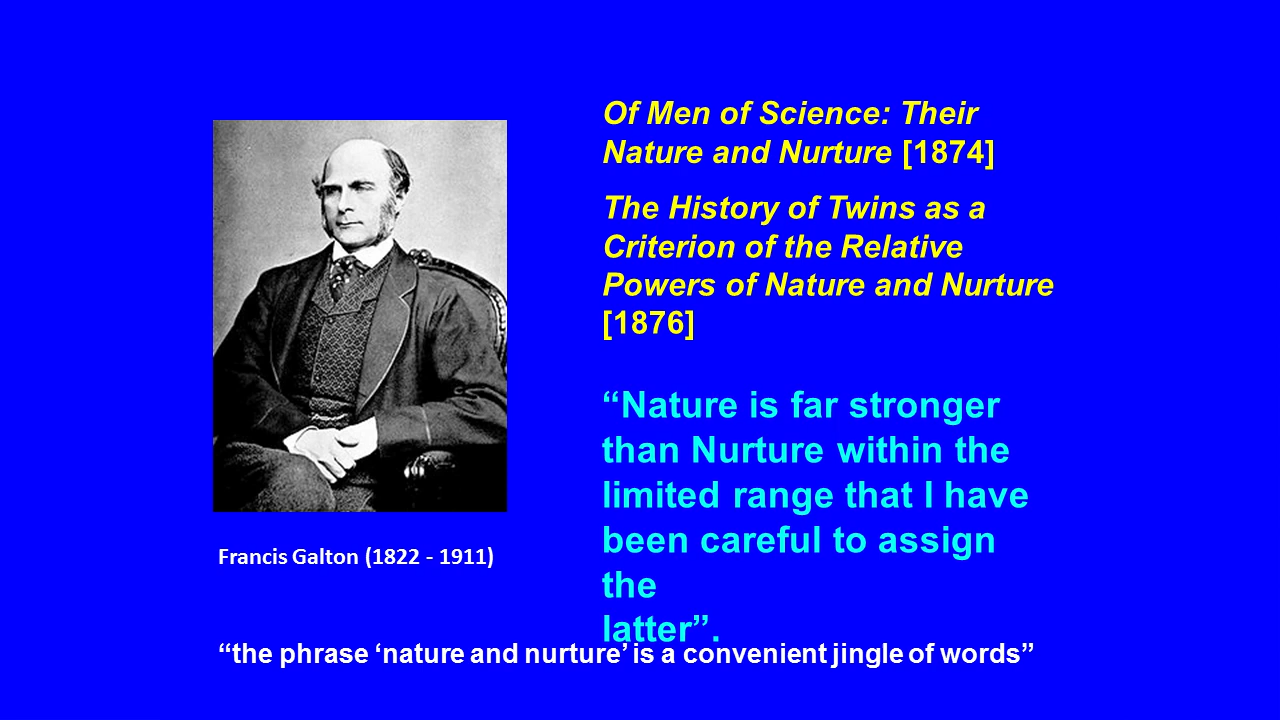 Of Men of Science: Their
Nature and Nurture [1874]
The History of Twins as a
Criterion of the Relative
Powers of Nature and Nurture
[1876]
“Nature is far stronger
than Nurture within the
limited range that I have
been careful to assign
the
latter”.
Francis Galton (1822 - 1911)
“the phrase ‘nature and nurture’ is a convenient jingle of words”